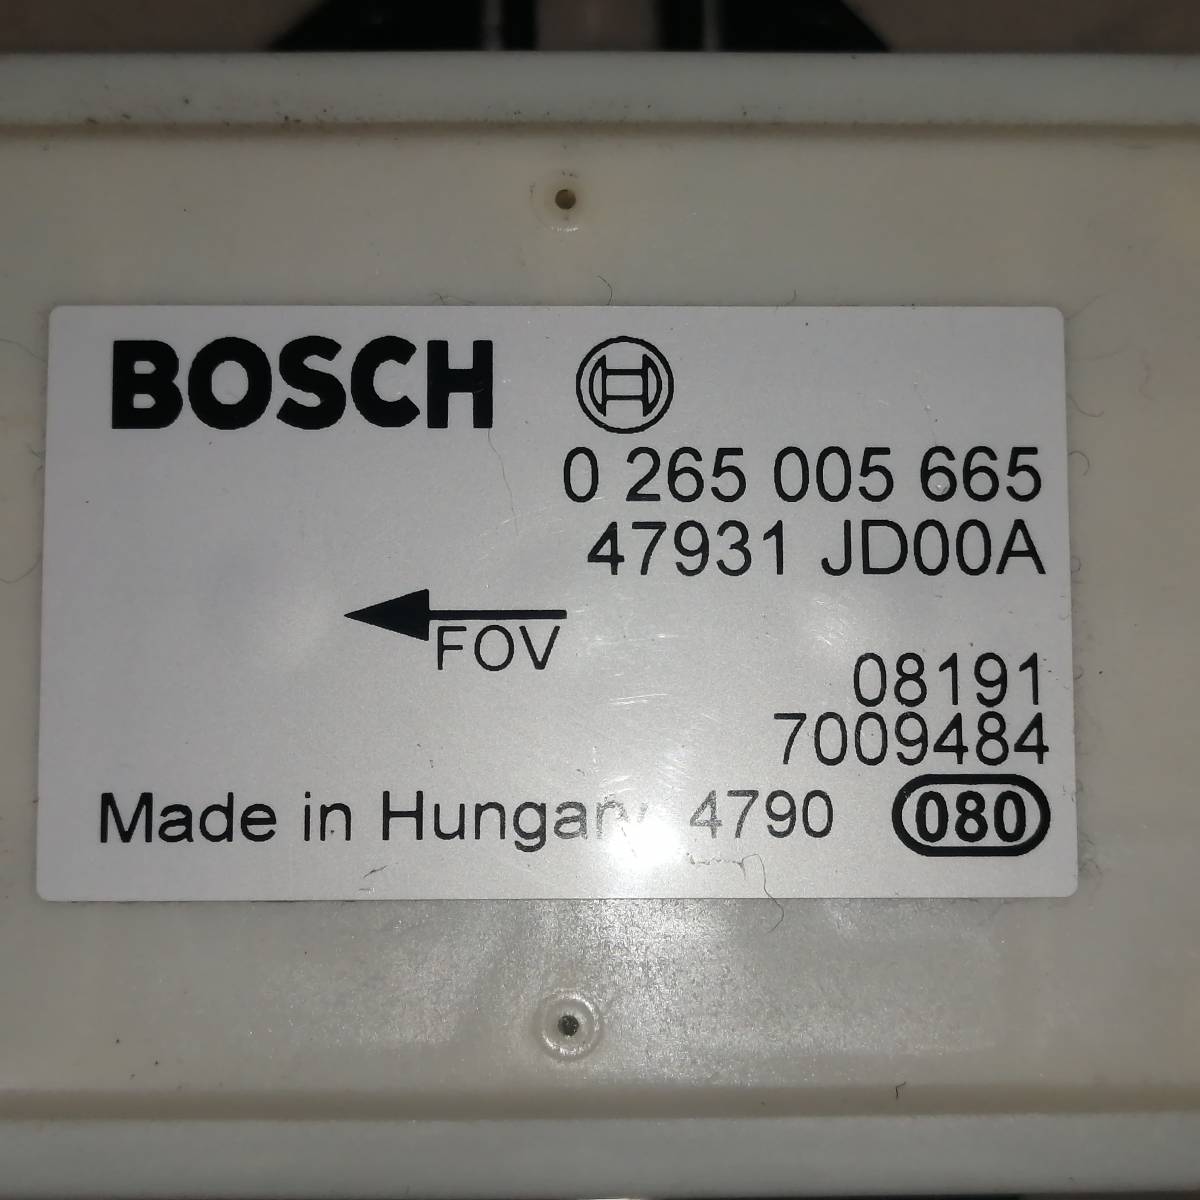 BOSCH
0 265 005 665
47931 JD00A
FOV
08191
7009484
Made in Hungary 4790 080